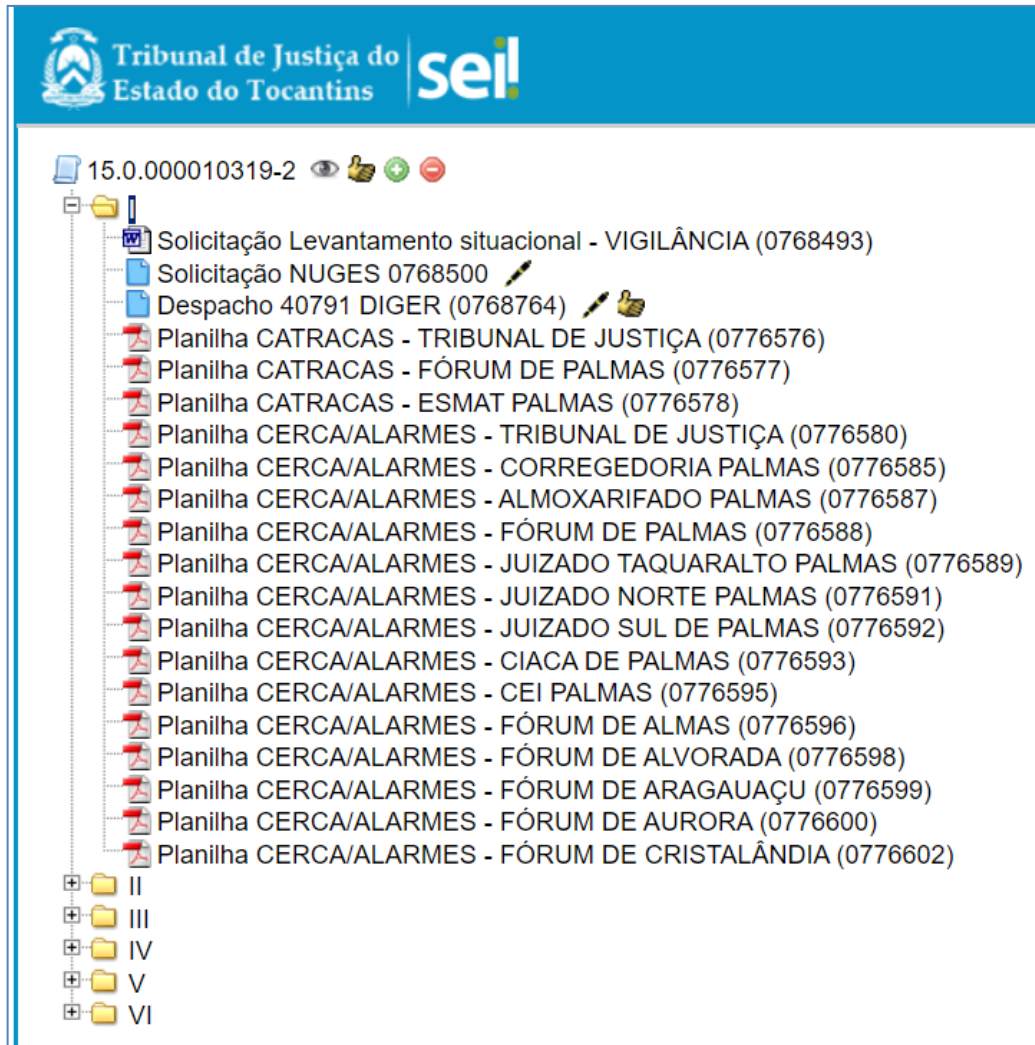 Tribunal de Justiça do
Estado do Tocantins
sei!
15.0.000010319-2
I
Solicitação Levantamento situacional - VIGILÂNCIA (0768493)
Solicitação NUGES 0768500
Despacho 40791 DIGER (0768764)
Planilha CATRACAS - TRIBUNAL DE JUSTIÇA (0776576)
Planilha CATRACAS - FÓRUM DE PALMAS (0776577)
Planilha CATRACAS - ESMAT PALMAS (0776578)
Planilha CERCA/ALARMES - TRIBUNAL DE JUSTIÇA (0776580)
Planilha CERCA/ALARMES - CORREGEDORIA PALMAS (0776585)
Planilha CERCA/ALARMES - ALMOXARIFADO PALMAS (0776587)
Planilha CERCA/ALARMES - FÓRUM DE PALMAS (0776588)
Planilha CERCA/ALARMES - JUIZADO TAQUARALTO PALMAS (0776589)
Planilha CERCA/ALARMES - JUIZADO NORTE PALMAS (0776591)
Planilha CERCA/ALARMES - JUIZADO SUL DE PALMAS (0776592)
Planilha CERCA/ALARMES - CIACA DE PALMAS (0776593)
Planilha CERCA/ALARMES - CEI PALMAS (0776595)
Planilha CERCA/ALARMES - FÓRUM DE ALMAS (0776596)
Planilha CERCA/ALARMES - FÓRUM DE ALVORADA (0776598)
Planilha CERCA/ALARMES - FÓRUM DE ARAGAUAÇU (0776599)
Planilha CERCA/ALARMES - FÓRUM DE AURORA (0776600)
Planilha CERCA/ALARMES - FÓRUM DE CRISTALÂNDIA (0776602)
II
III
IV
V
VI